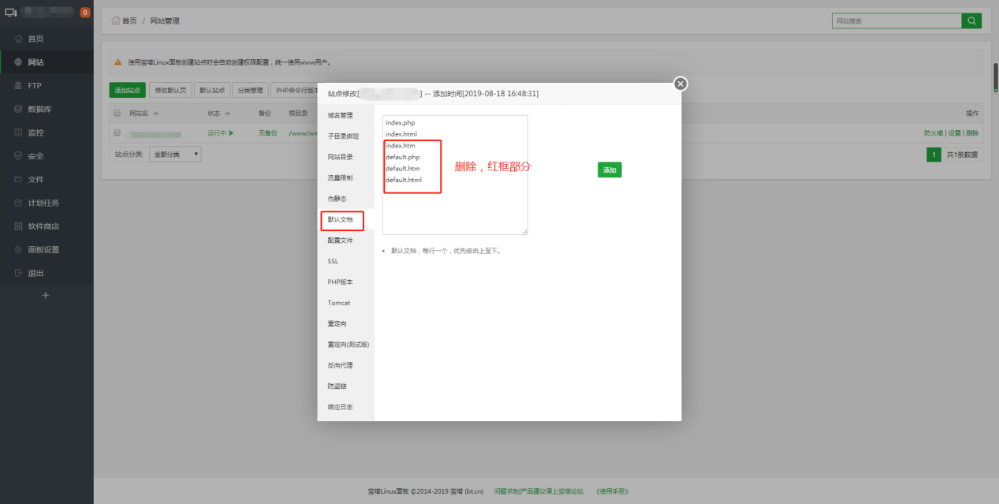 0
首页 / 网站管理
网站搜索
首页
网站
FTP
数据库
监控
安全
文件
计划任务
软件商店
面板设置
退出
+
使用宝塔Linux面板创建站点时会自动创建权限配置，统一使用www用户。
添加站点 修改默认页 默认站点 分类管理 PHP命令行版本
网站名 状态 备份 根目录 操作
运行中 无备份 /www/ww 防火墙 | 设置 | 删除
站点分类: 全部分类 1 共1条数据
站点修改[ ] -- 添加时间[2019-08-18 16:48:31]
域名管理
子目录绑定
网站目录
流量限制
伪静态
默认文档
配置文件
SSL
PHP版本
Tomcat
重定向
重定向(测试版)
反向代理
防盗链
响应日志
index.php
index.html
index.htm
default.php
default.htm
default.html
删除，红框部分
添加
默认文档，每行一个，优先级由上至下。
宝塔Linux面板 ©2014-2019 宝塔 (bt.cn) 问题求助|产品建议请上宝塔论坛 《使用手册》